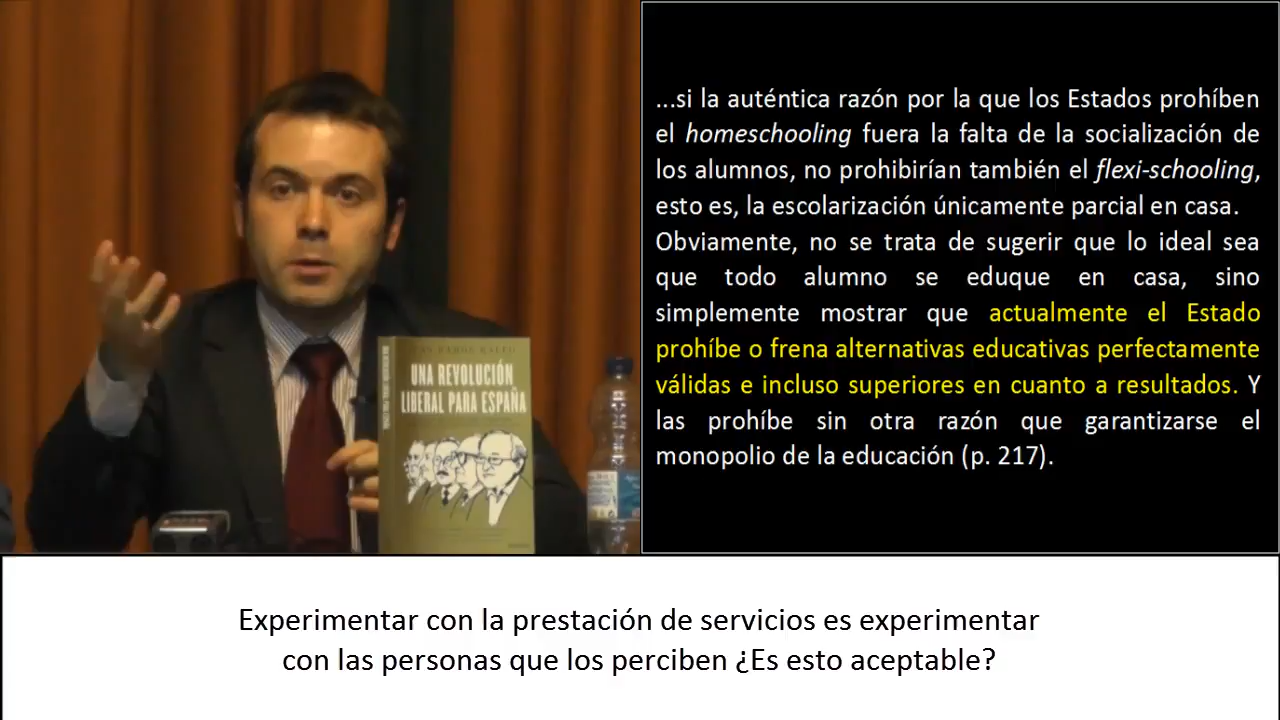 ...si la auténtica razón por la que los Estados prohíben
el homeschooling fuera la falta de la socialización de
los alumnos, no prohibirían también el flexi-schooling,
esto es, la escolarización únicamente parcial en casa.
Obviamente, no se trata de sugerir que lo ideal sea
que todo alumno se eduque en casa, sino
simplemente mostrar que actualmente el Estado
prohíbe o frena alternativas educativas perfectamente
válidas e incluso superiores en cuanto a resultados. Y
las prohíbe sin otra razón que garantizarse el
monopolio de la educación (p. 217).
UNA REVOLUCIÓN
LIBERAL PARA ESPAÑA
Experimentar con la prestación de servicios es experimentar
con las personas que los perciben ¿Es esto aceptable?